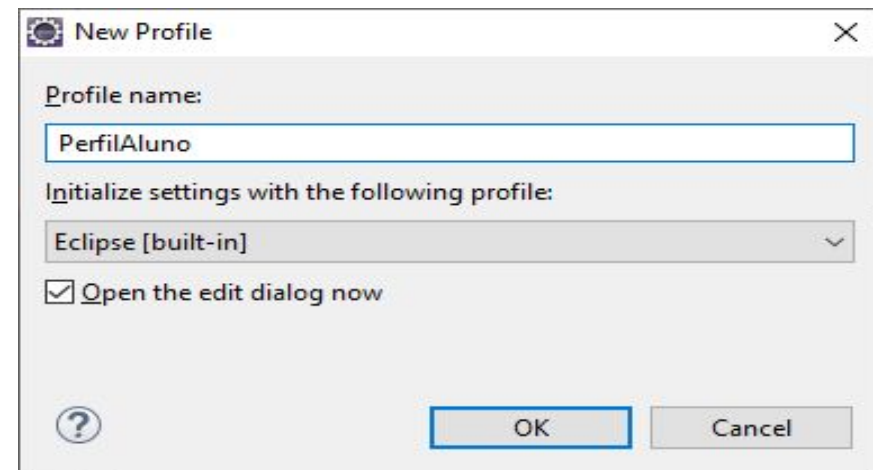 New Profile
Profile name:
PerfilAluno
Initialize settings with the following profile:
Eclipse [built-in]
Open the edit dialog now
?
OK Cancel